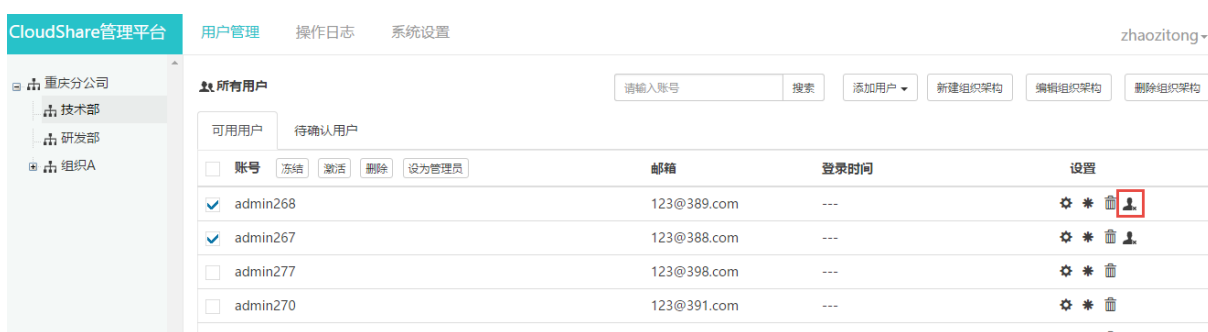 CloudShare管理平台 用户管理 操作日志 系统设置 zhaozitong
重庆分公司
技术部
研发部
组织A
所有用户 请输入账号 搜索 添加用户 新建组织架构 编辑组织架构 删除组织架构
可用用户 待确认用户
账号 冻结 激活 删除 设为管理员 邮箱 登录时间 设置
admin268 123@389.com ---
admin267 123@388.com ---
admin277 123@398.com ---
admin270 123@391.com ---